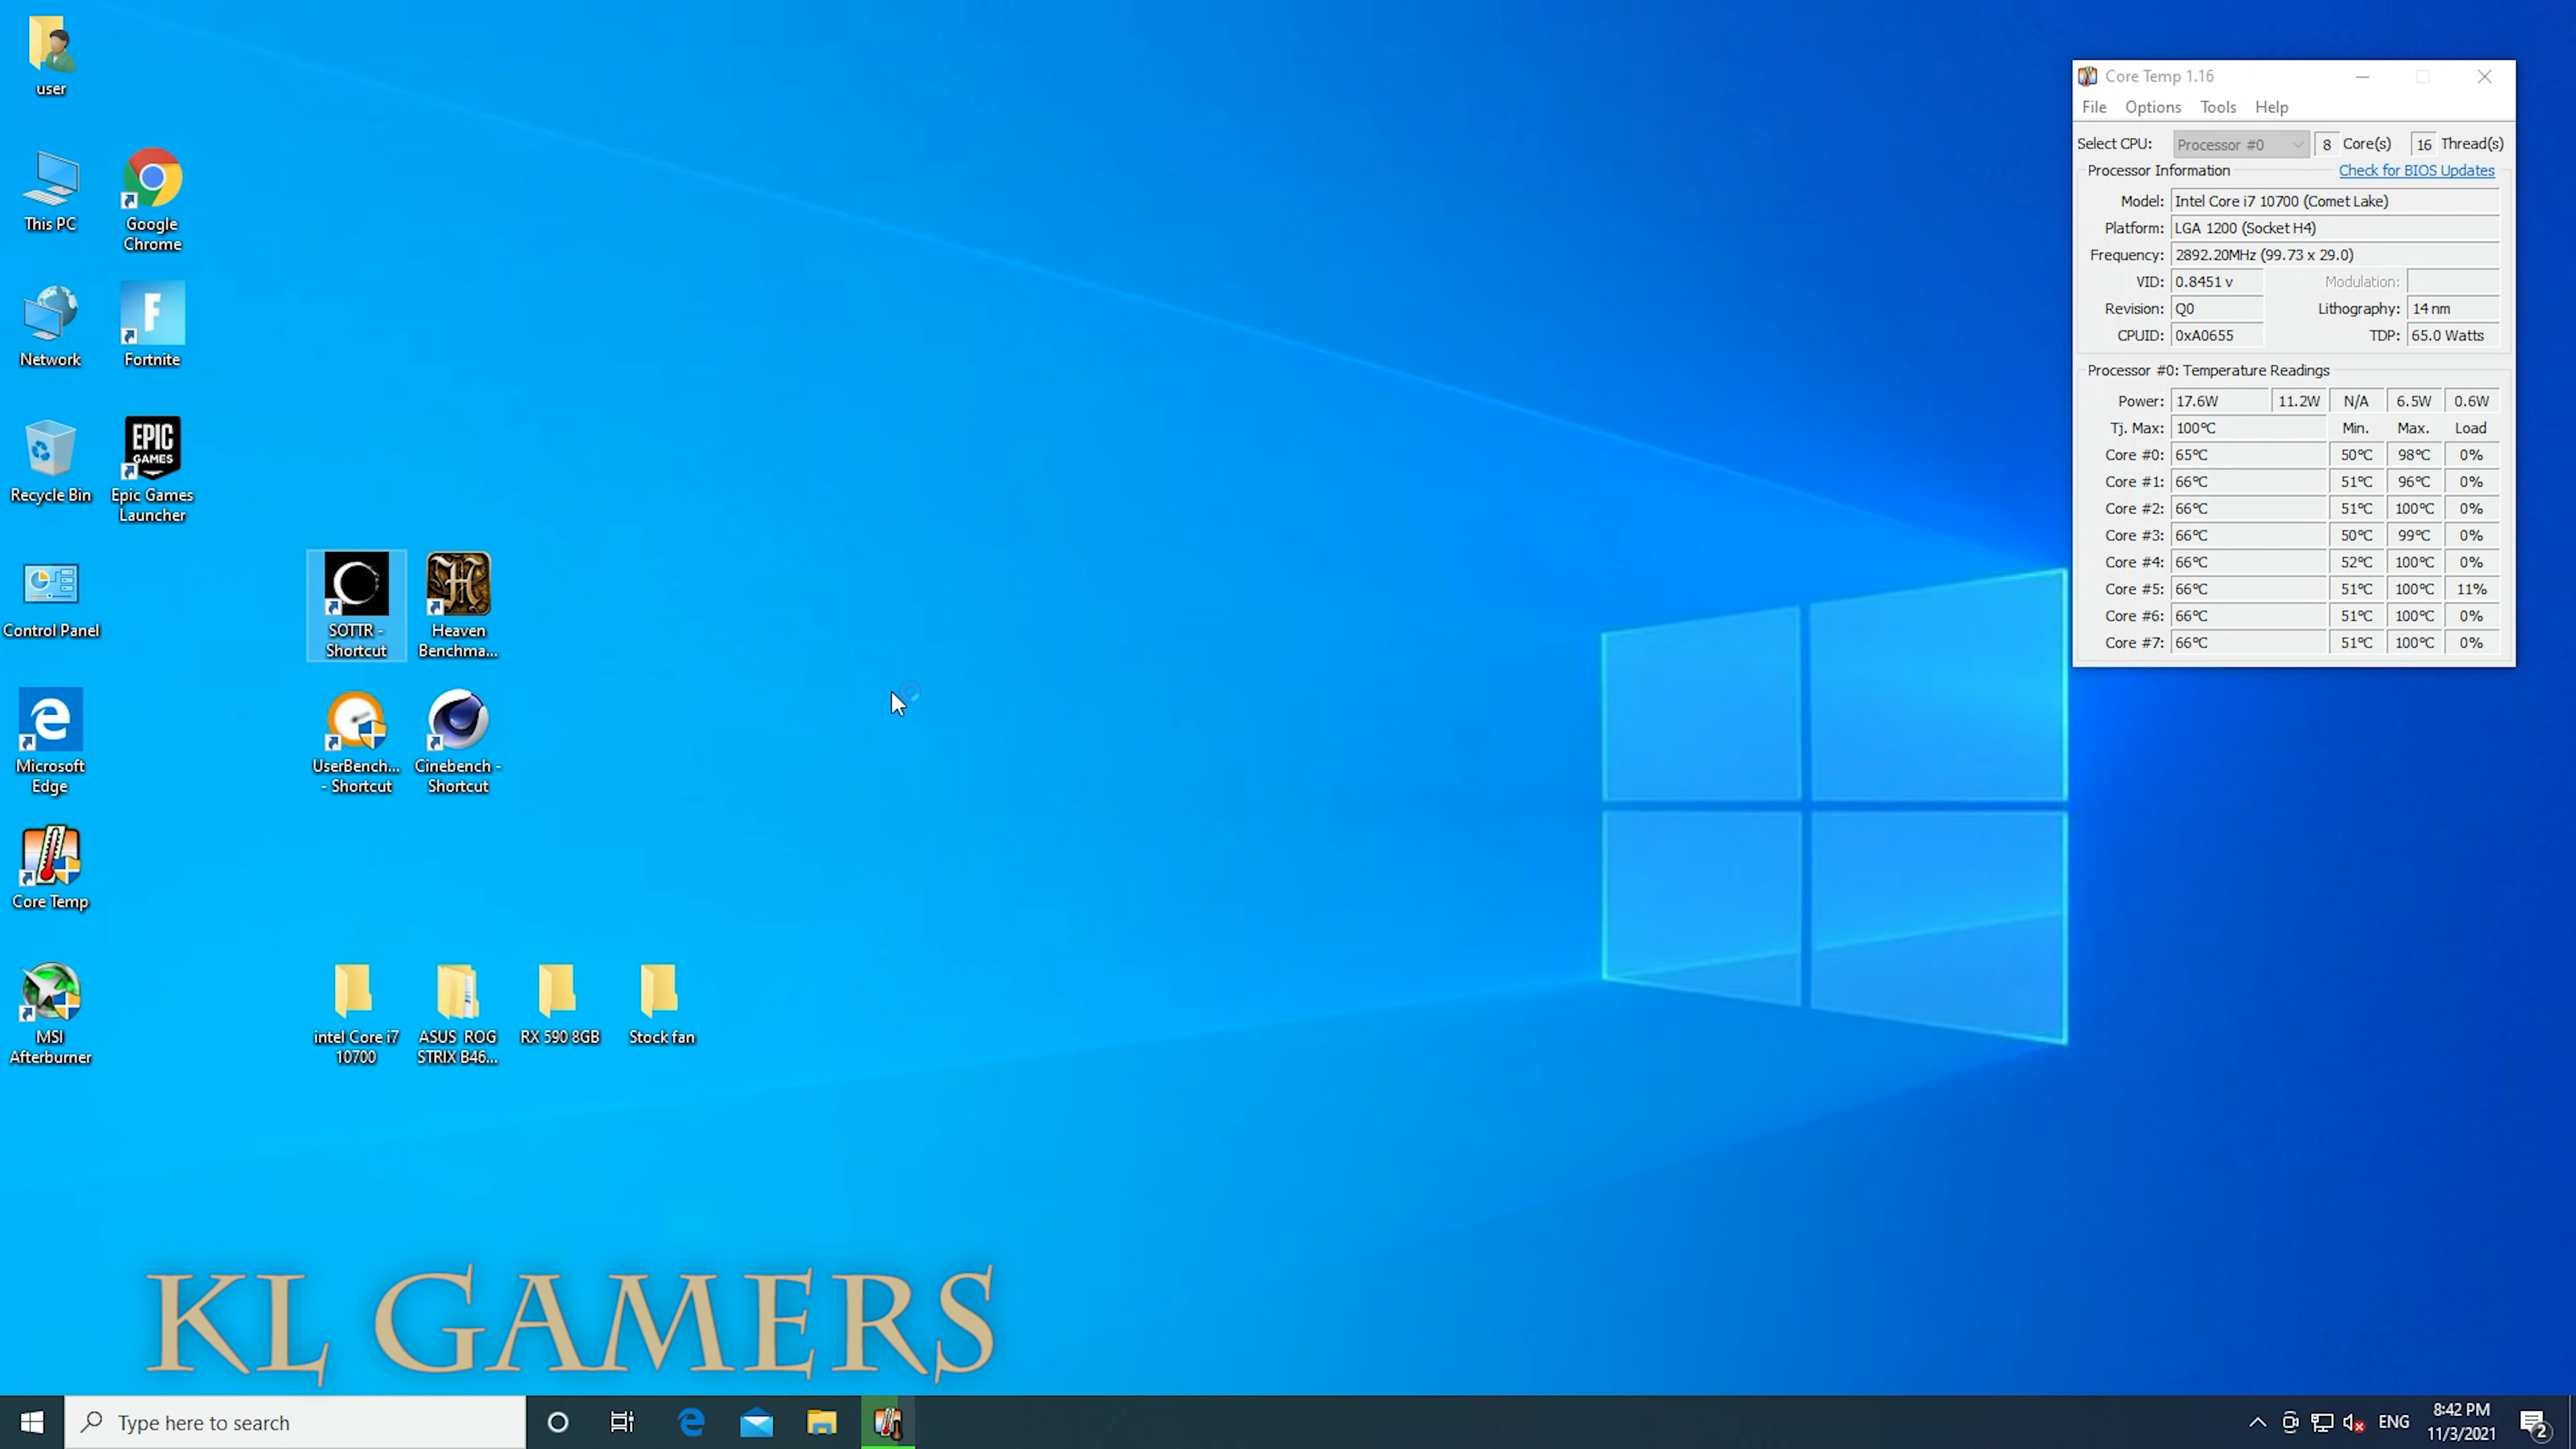 user
This PC
Google
Chrome
Network
F
Fortnite
EPIC
GAMES
Recycle Bin
Epic Games
Launcher
Control Panel
SOTTR -
Shortcut
H
Heaven
Benchma...
Microsoft
Edge
UserBench...
- Shortcut
Cinebench -
Shortcut
Core Temp
MSI
Afterburner
intel Core i7
10700
ASUS ROG
STRIX B46...
RX 590 8GB
Stock fan
Core Temp 1.16
File Options Tools Help
Select CPU: Processor #0 8 Core(s) 16 Thread(s)
Processor Information Check for BIOS Updates
Model: Intel Core i7 10700 (Comet Lake)
Platform: LGA 1200 (Socket H4)
Frequency: 2892.20MHz (99.73 x 29.0)
VID: 0.8451 v Modulation:
Revision: Q0 Lithography: 14 nm
CPUID: 0xA0655 TDP: 65.0 Watts
Processor #0: Temperature Readings
Power: 17.6W 11.2W N/A 6.5W 0.6W
Tj. Max: 100°C Min. Max. Load
Core #0: 65°C 50°C 98°C 0%
Core #1: 66°C 51°C 96°C 0%
Core #2: 66°C 51°C 100°C 0%
Core #3: 66°C 50°C 99°C 0%
Core #4: 66°C 52°C 100°C 0%
Core #5: 66°C 51°C 100°C 11%
Core #6: 66°C 51°C 100°C 0%
Core #7: 66°C 51°C 100°C 0%
KL GAMERS
Type here to search
ENG
8:42 PM
11/3/2021
2